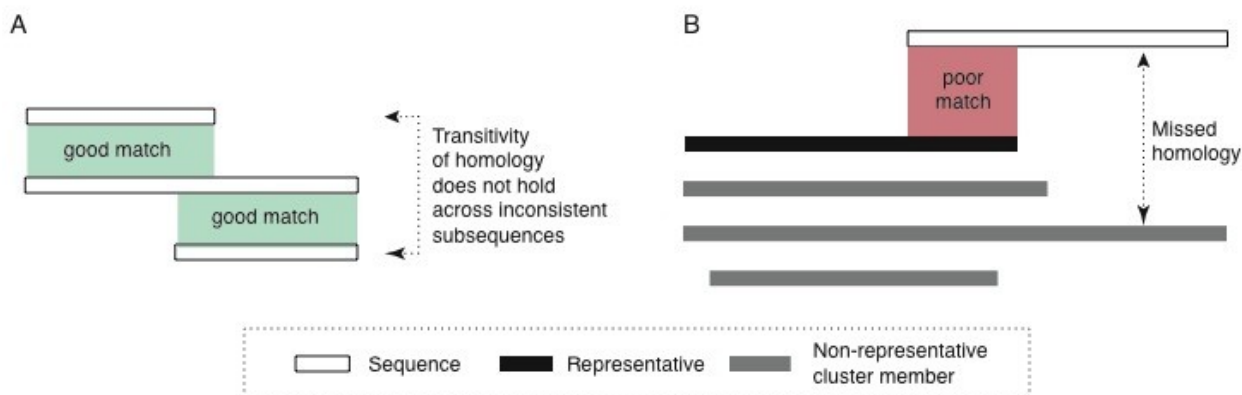 A
good match
good match
Transitivity
of homology
does not hold
across inconsistent
subsequences
B
poor
match
Missed
homology
Sequence
Representative
Non-representative
cluster member